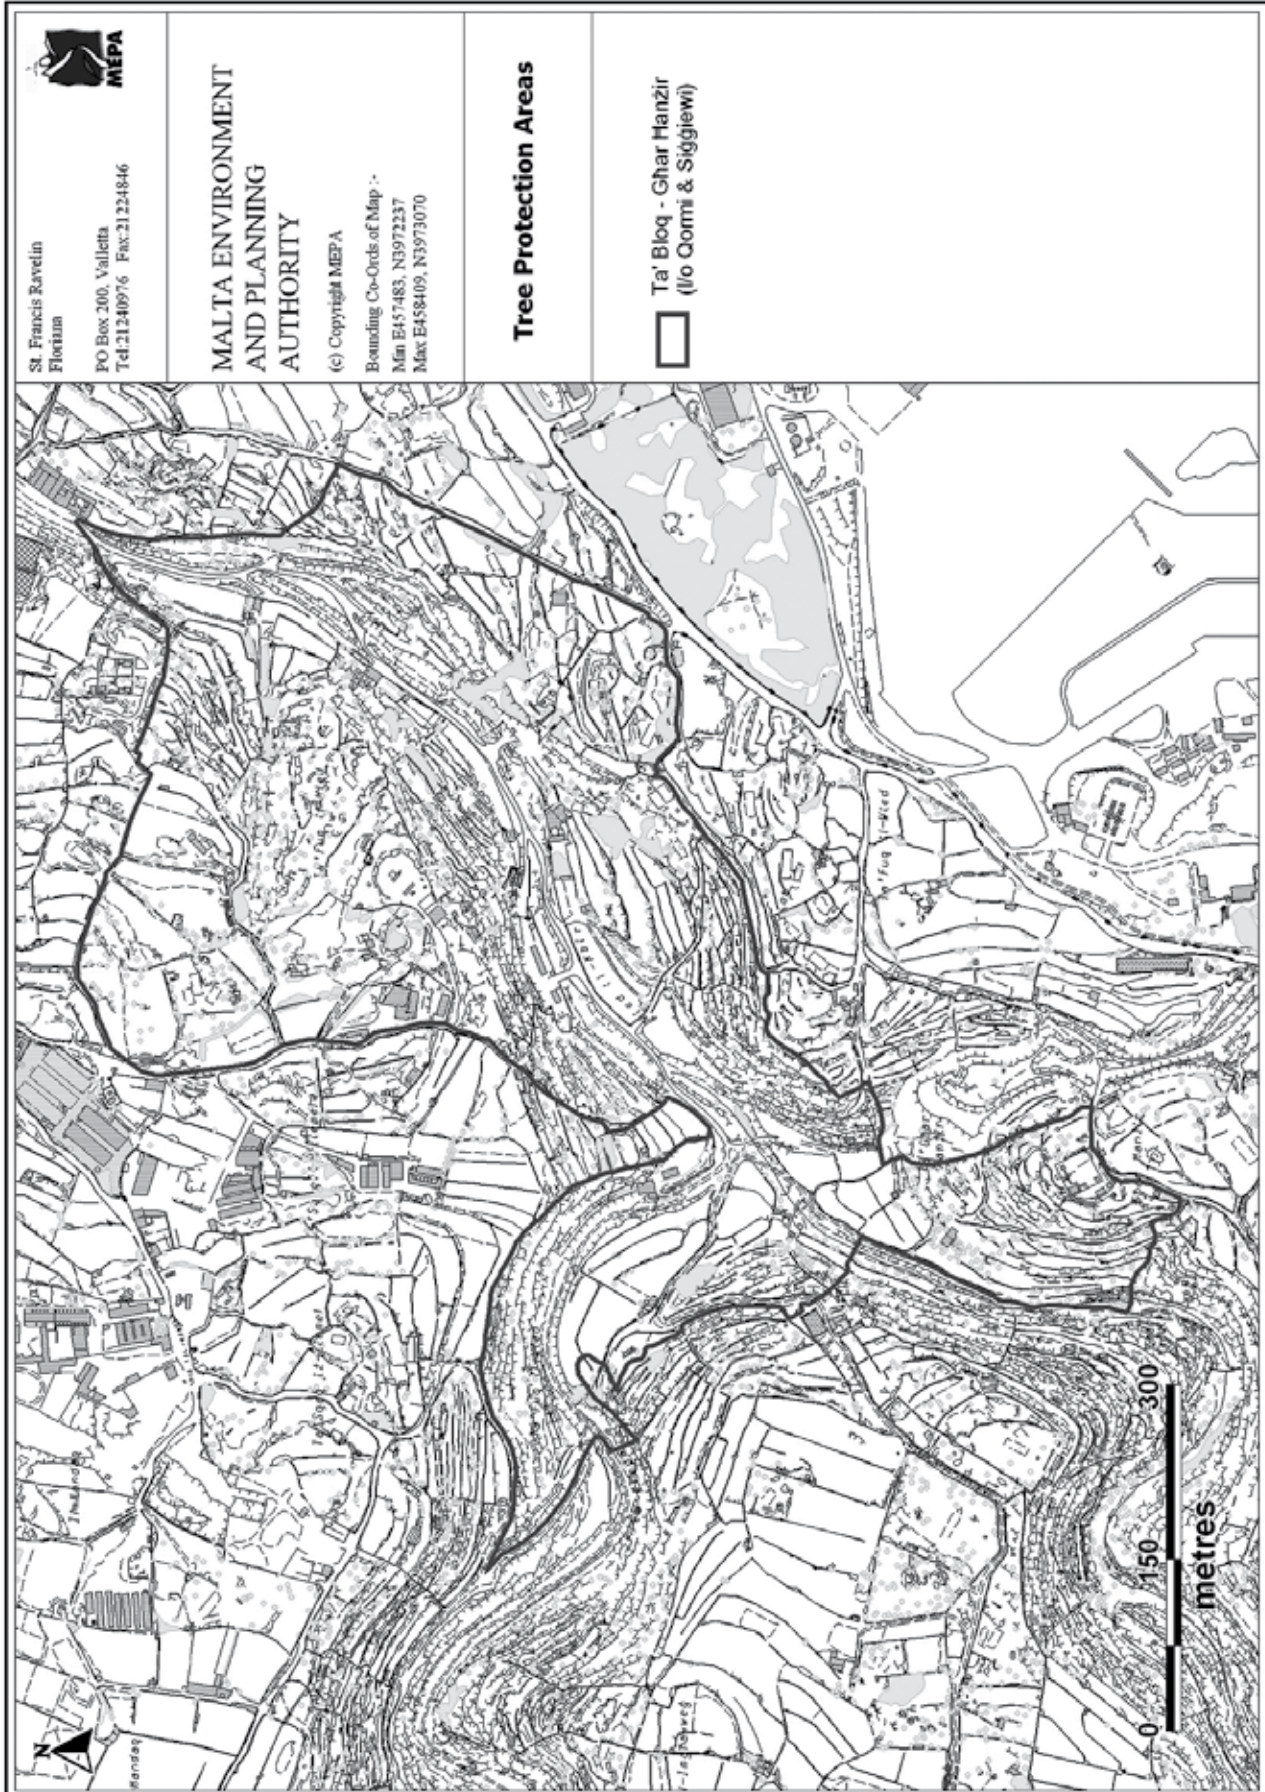 MEPA
St. Francis Ravelin
Floriana
PO Box 200, Valletta
Tel:21240976 Fax:21224846
MALTA ENVIRONMENT
AND PLANNING
AUTHORITY
(c) Copyright MEPA
Bounding Co-Ords of Map :-
Min E457483, N3972237
Max E458409, N3973070
Tree Protection Areas
Ta' Bloq - Għar Ħanżir
(l/o Qormi & Siġġiewi)
N
0 150 300
metres